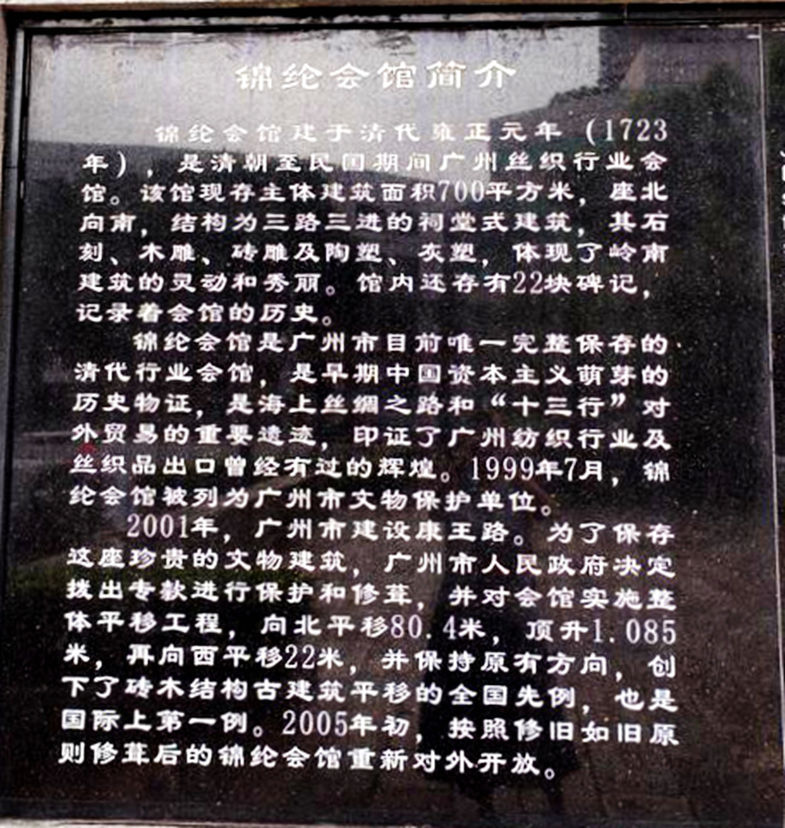 锦纶会馆简介
锦纶会馆建于清代雍正元年（1723
年），是清朝至民国期间广州丝织行业会
馆。该馆现存主体建筑面积700平方米，座北
向南，结构为三路三进的祠堂式建筑，其石
刻、木雕、砖雕及陶塑、灰塑，体现了岭南
建筑的灵动和秀丽。馆内还存有22块碑记，
记录着会馆的历史。
锦纶会馆是广州市目前唯一完整保存的
清代行业会馆，是早期中国资本主义萌芽的
历史物证，是海上丝绸之路和“十三行”对
外贸易的重要遗迹，印证了广州纺织行业及
丝织品出口曾经有过的辉煌。1999年7月，锦
纶会馆被列为广州市文物保护单位。
2001年，广州市建设康王路。为了保存
这座珍贵的文物建筑，广州市人民政府决定
拨出专款进行保护和修葺，并对会馆实施整
体平移工程，向北平移80.4米，顶升1.085
米，再向西平移22米，并保持原有方向，创
下了砖木结构古建筑平移的全国先例，也是
国际上第一例。2005年初，按照修旧如旧原
则修葺后的锦纶会馆重新对外开放。